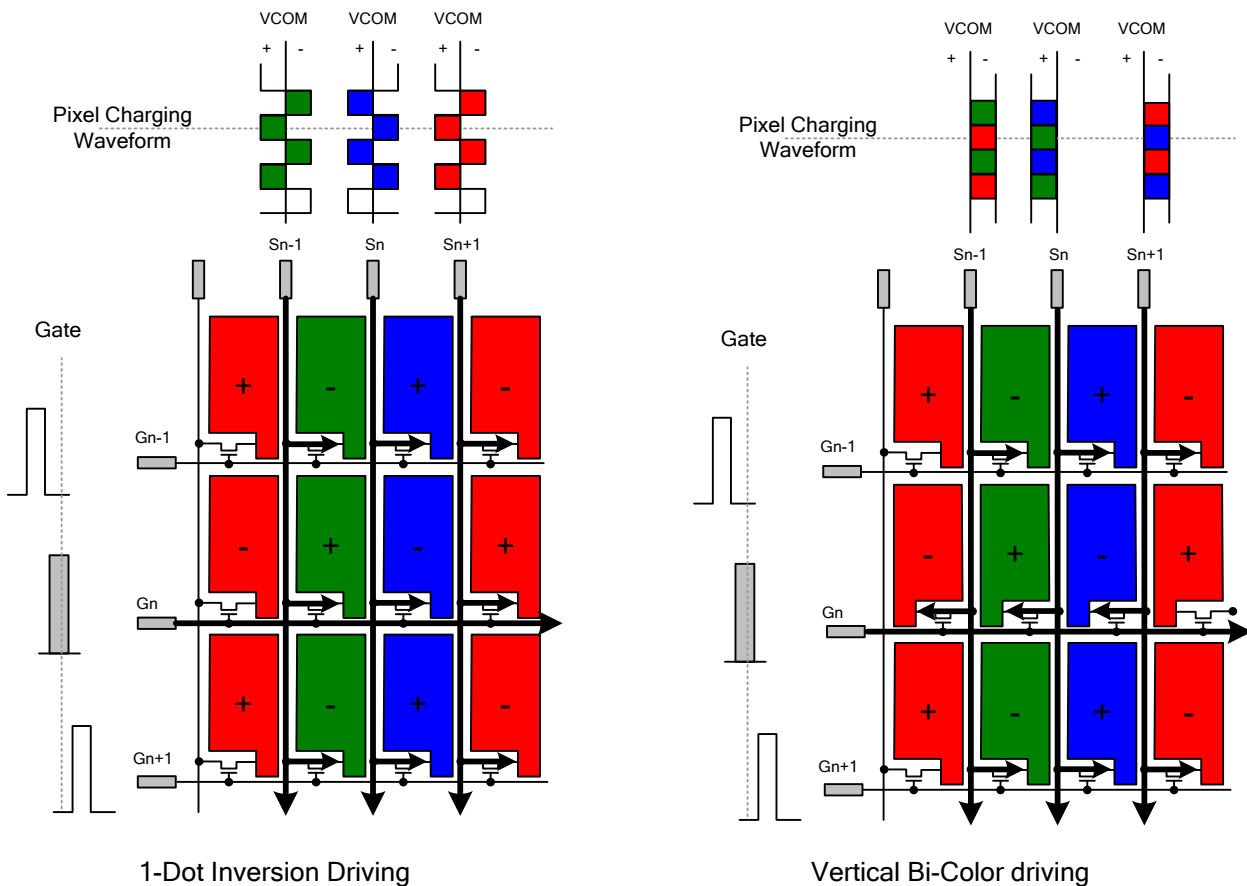 VCOM VCOM VCOM
+ - + - + -
Pixel Charging
Waveform
Sn-1 Sn Sn+1
Gate
+ - + -
Gn-1
- + - +
Gn
+ - + -
Gn+1
1-Dot Inversion Driving
VCOM VCOM VCOM
+ - + - + -
Pixel Charging
Waveform
Sn-1 Sn Sn+1
Gate
+ - + -
Gn-1
- + - +
Gn
+ - + -
Gn+1
Vertical Bi-Color driving